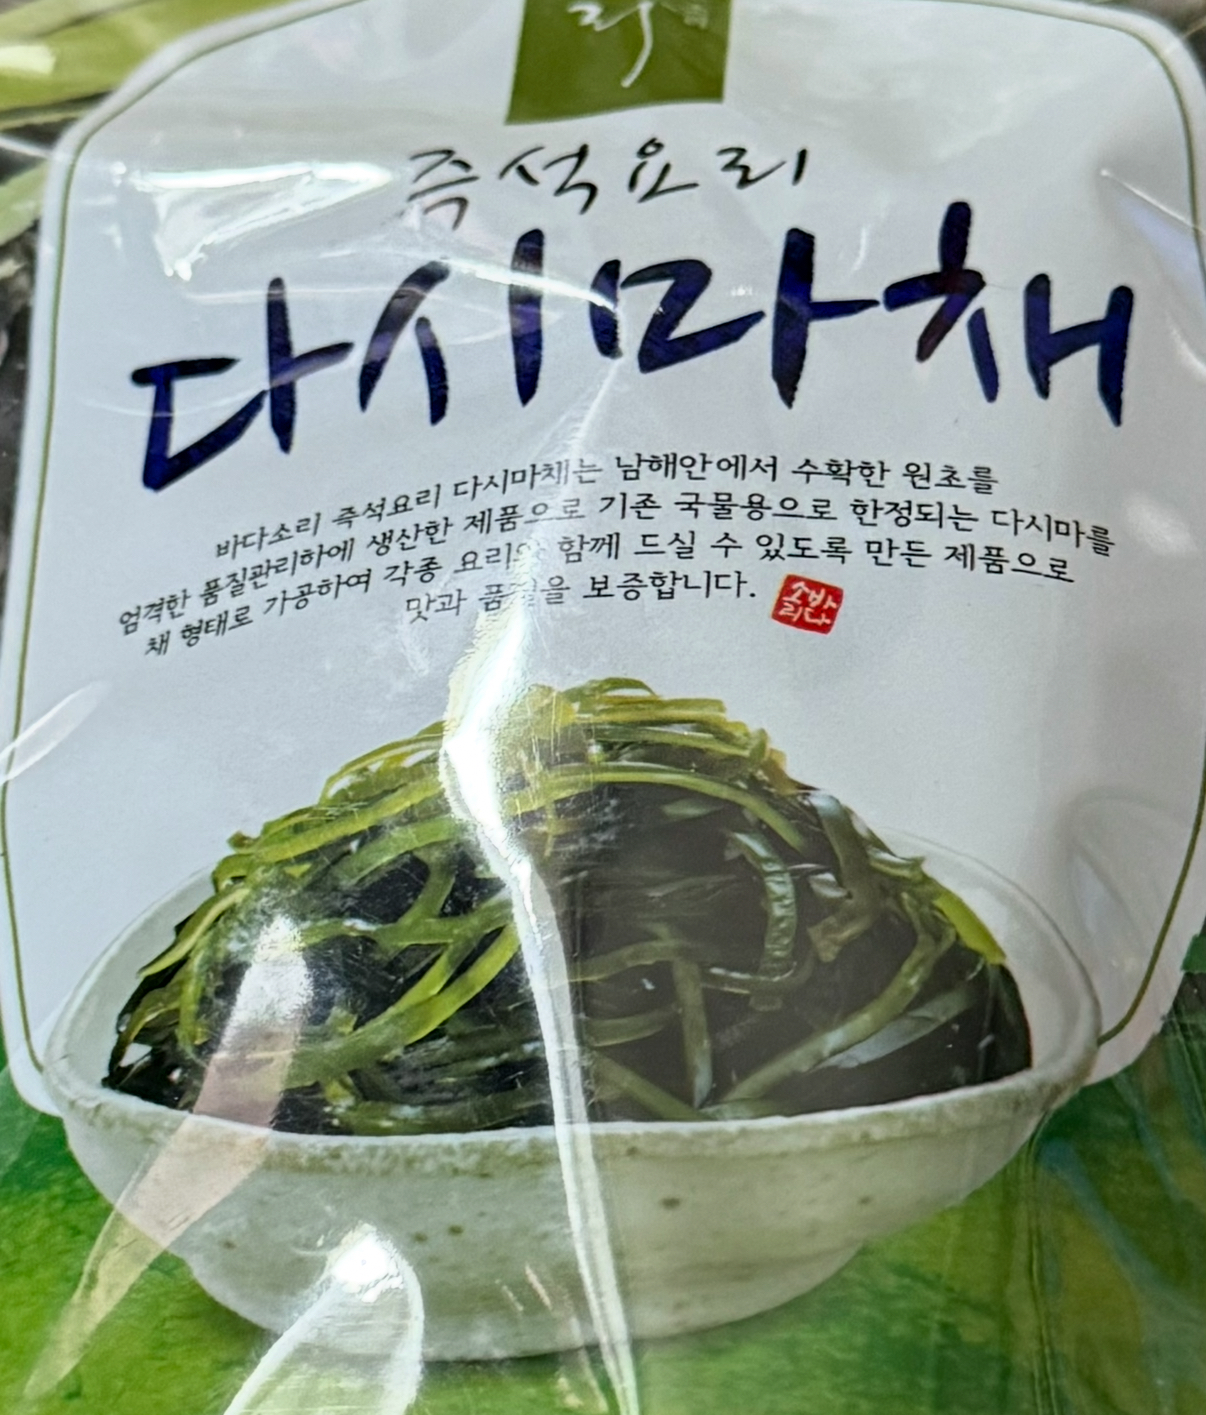 리
즉석요리
다시마채
바다소리 즉석요리 다시마채는 남해안에서 수확한 원초를
엄격한 품질관리하에 생산한 제품으로 기존 국물용으로 한정되는 다시마를
채 형태로 가공하여 각종 요리와 함께 드실 수 있도록 만든 제품으로
맛과 품질을 보증합니다.
바다
소리